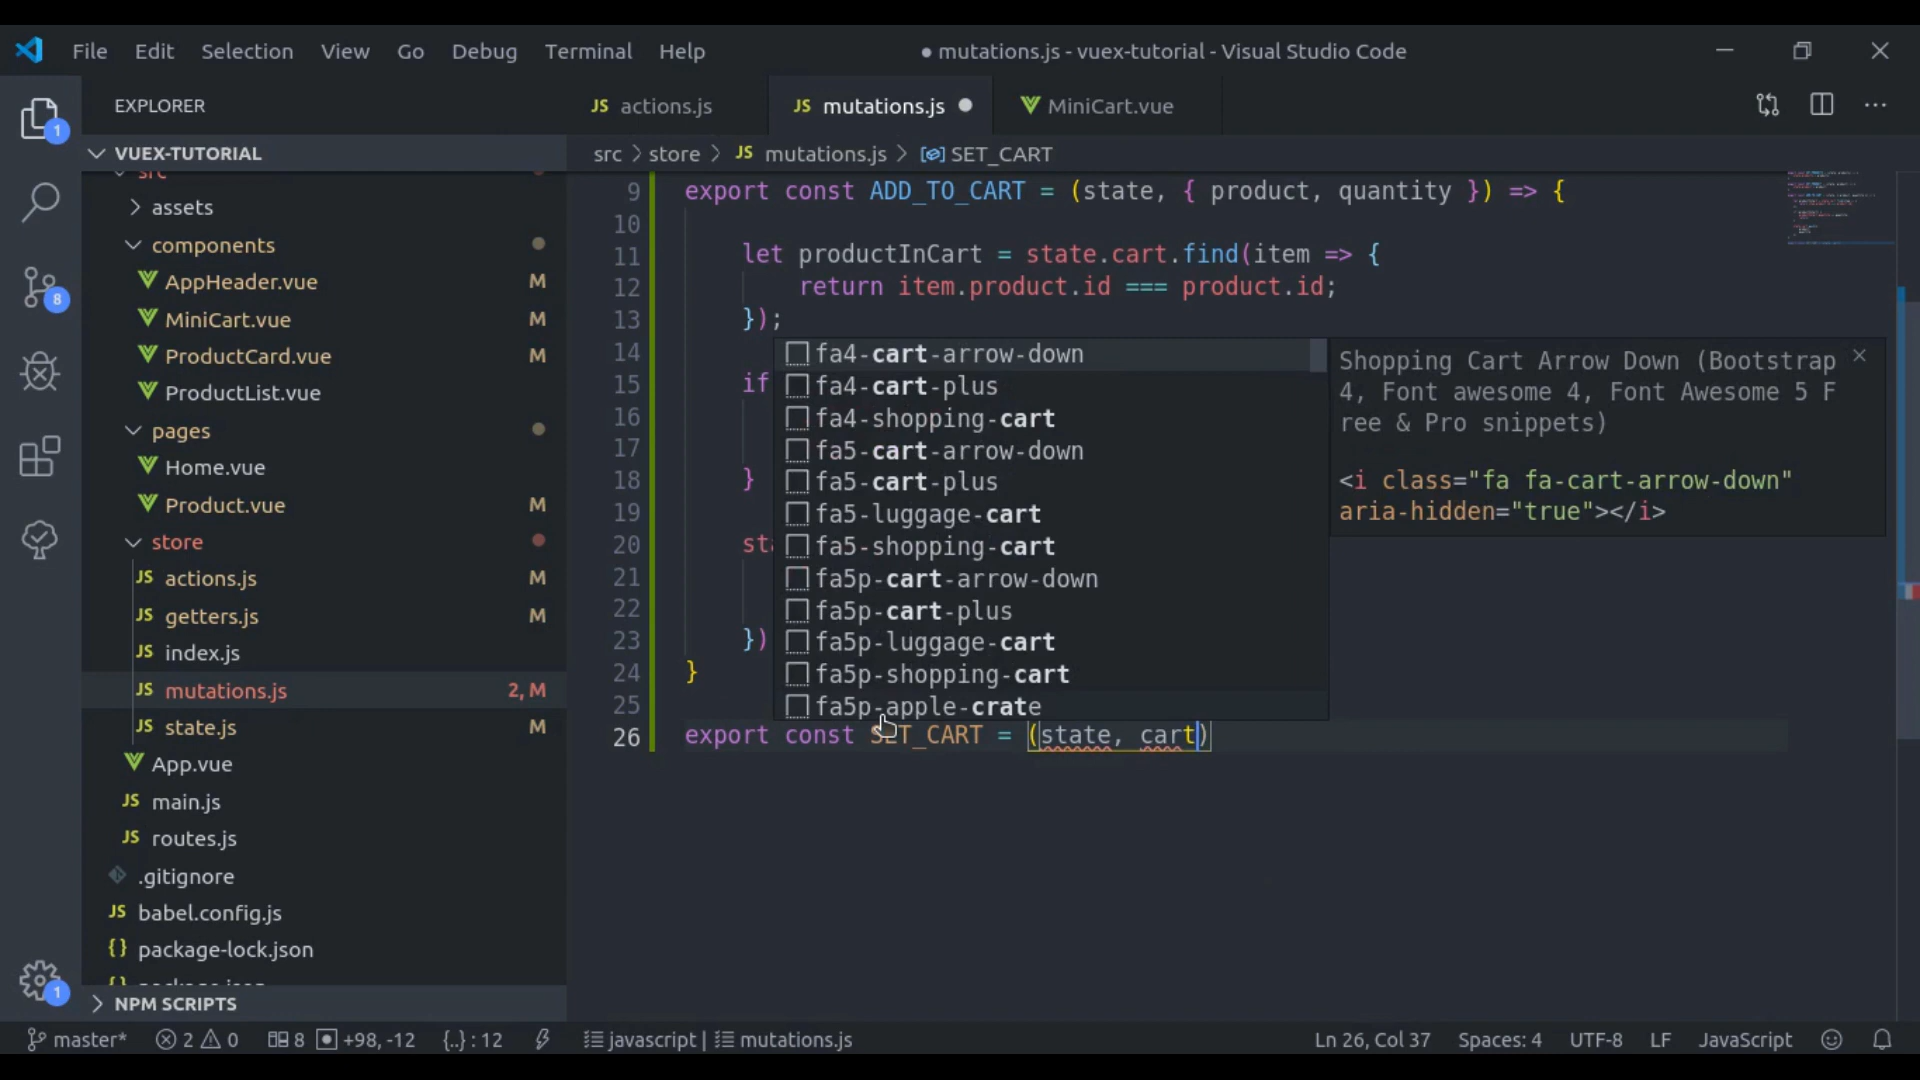 File Edit Selection View Go Debug Terminal Help
● mutations.js - vuex-tutorial - Visual Studio Code
EXPLORER
JS actions.js
JS mutations.js
MiniCart.vue
1
VUEX-TUTORIAL
src > store > JS mutations.js > SET_CART
src
assets
components
AppHeader.vue M
MiniCart.vue M
ProductCard.vue M
ProductList.vue
pages
Home.vue
Product.vue M
store
JS actions.js M
JS getters.js M
JS index.js
JS mutations.js 2, M
JS state.js M
App.vue
JS main.js
JS routes.js
.gitignore
JS babel.config.js
{} package-lock.json
NPM SCRIPTS
8
1
9 export const ADD_TO_CART = (state, { product, quantity }) => {
10
11 let productInCart = state.cart.find(item => {
12 return item.product.id === product.id;
13 });
14
15 if
16
17
18 }
19
20 sta
21
22
23 })
24 }
25
26 export const SET_CART = (state, cart)
fa4-cart-arrow-down
fa4-cart-plus
fa4-shopping-cart
fa5-cart-arrow-down
fa5-cart-plus
fa5-luggage-cart
fa5-shopping-cart
fa5p-cart-arrow-down
fa5p-cart-plus
fa5p-luggage-cart
fa5p-shopping-cart
fa5p-apple-crate
Shopping Cart Arrow Down (Bootstrap
4, Font awesome 4, Font Awesome 5 F
ree & Pro snippets)
<i class="fa fa-cart-arrow-down"
aria-hidden="true"></i>
master* 2 0 8 +98, -12 {..} : 12 javascript | mutations.js Ln 26, Col 37 Spaces: 4 UTF-8 LF JavaScript